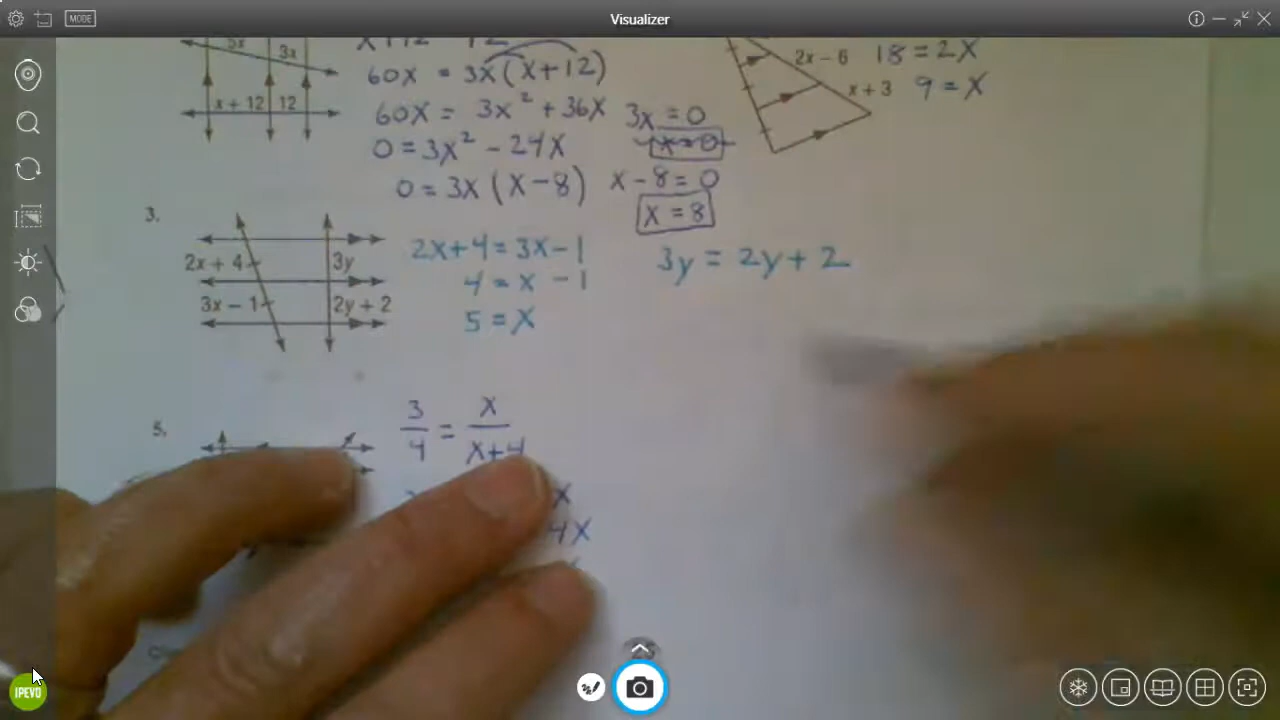 Visualizer
MODE
5x
3x
x + 12 12
60X = 3X(X+12)
60X = 3X² + 36X
0 = 3X² - 24X
0 = 3X(X-8)
3X = 0
X = 0
X - 8 = 0
X = 8
2x - 6
x + 3
18 = 2X
9 = X
3.
2x + 4
3y
3x - 1
2y + 2
2X+4 = 3X-1
4 = X - 1
5 = X
3y = 2y + 2
5.
3/4 = X/X+4
X
4X
IPEVO